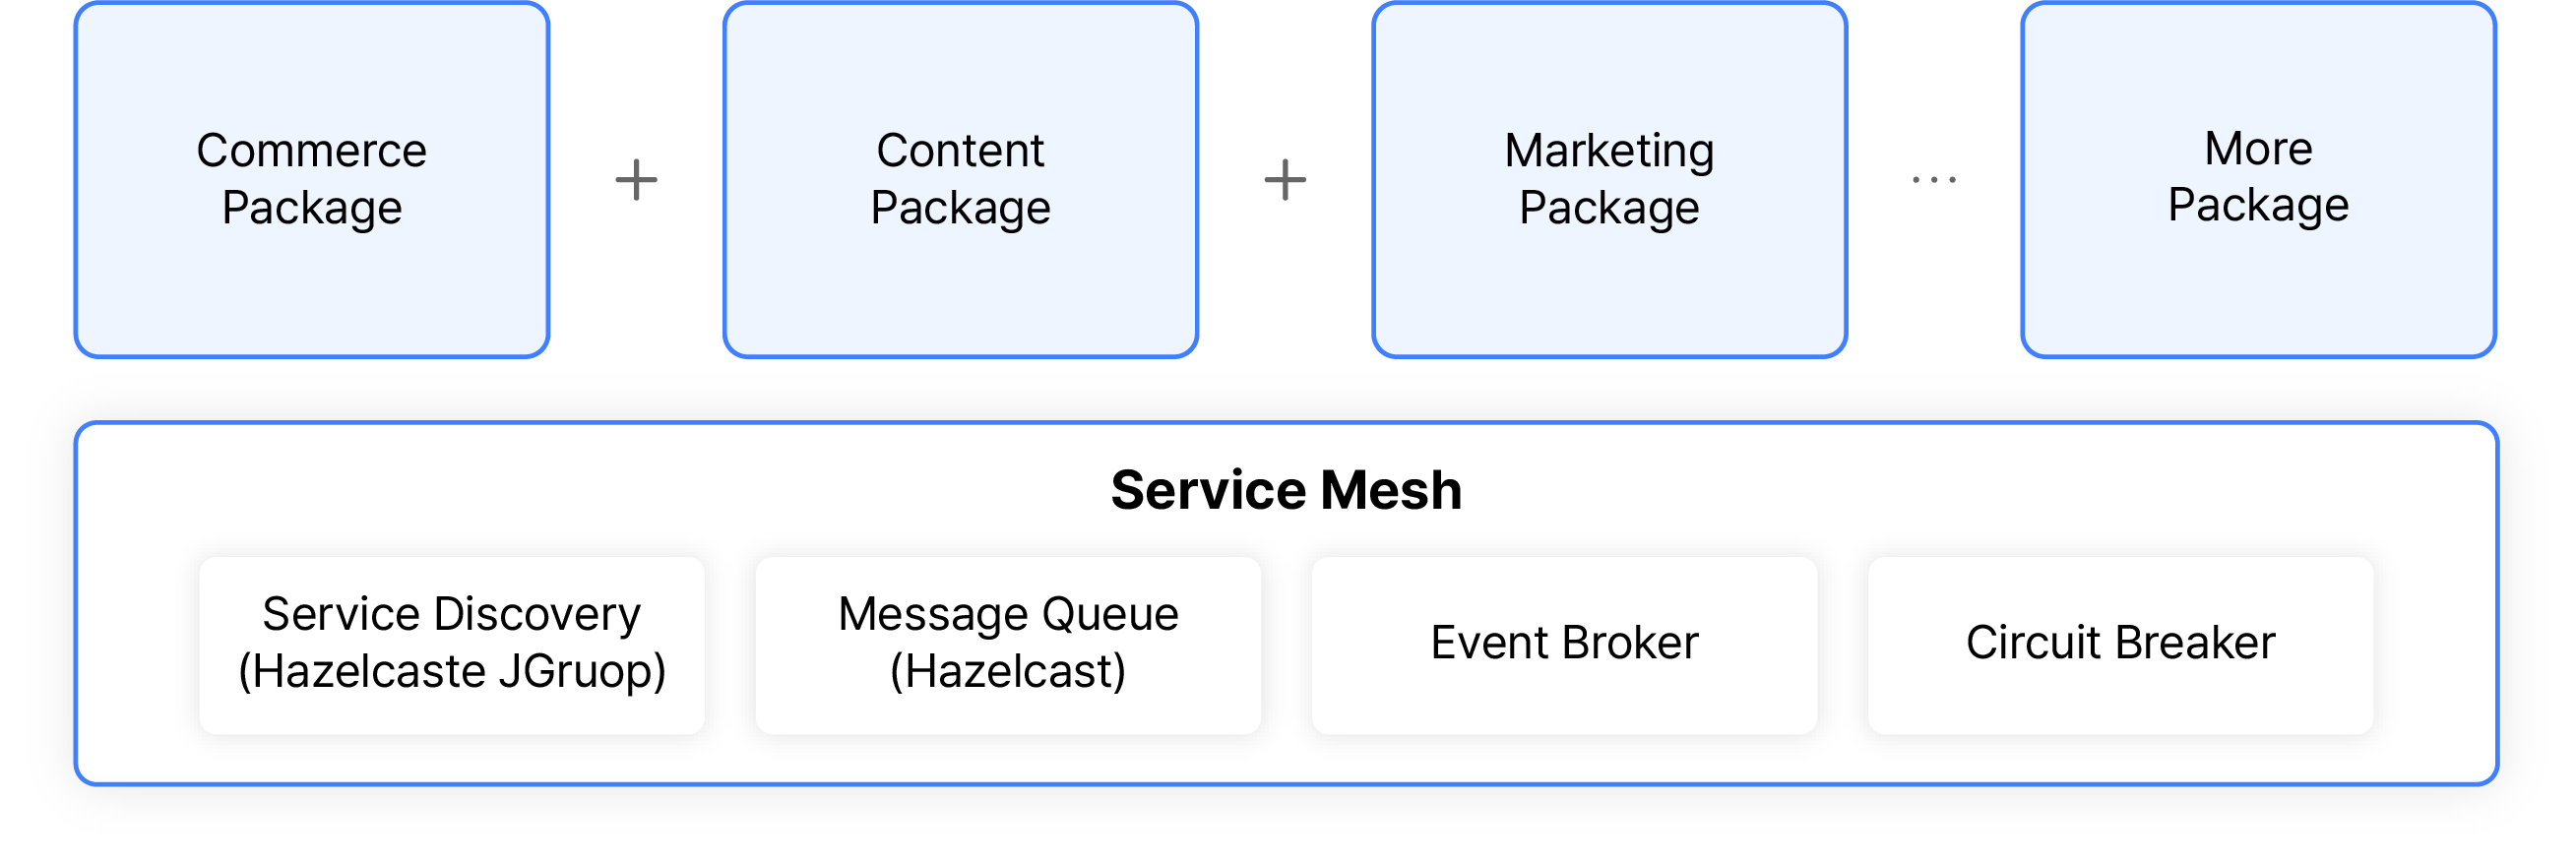 Commerce
Package
+
Content
Package
+
Marketing
Package
...
More
Package
Service Mesh
Service Discovery
(Hazelcaste JGruop)
Message Queue
(Hazelcast)
Event Broker
Circuit Breaker